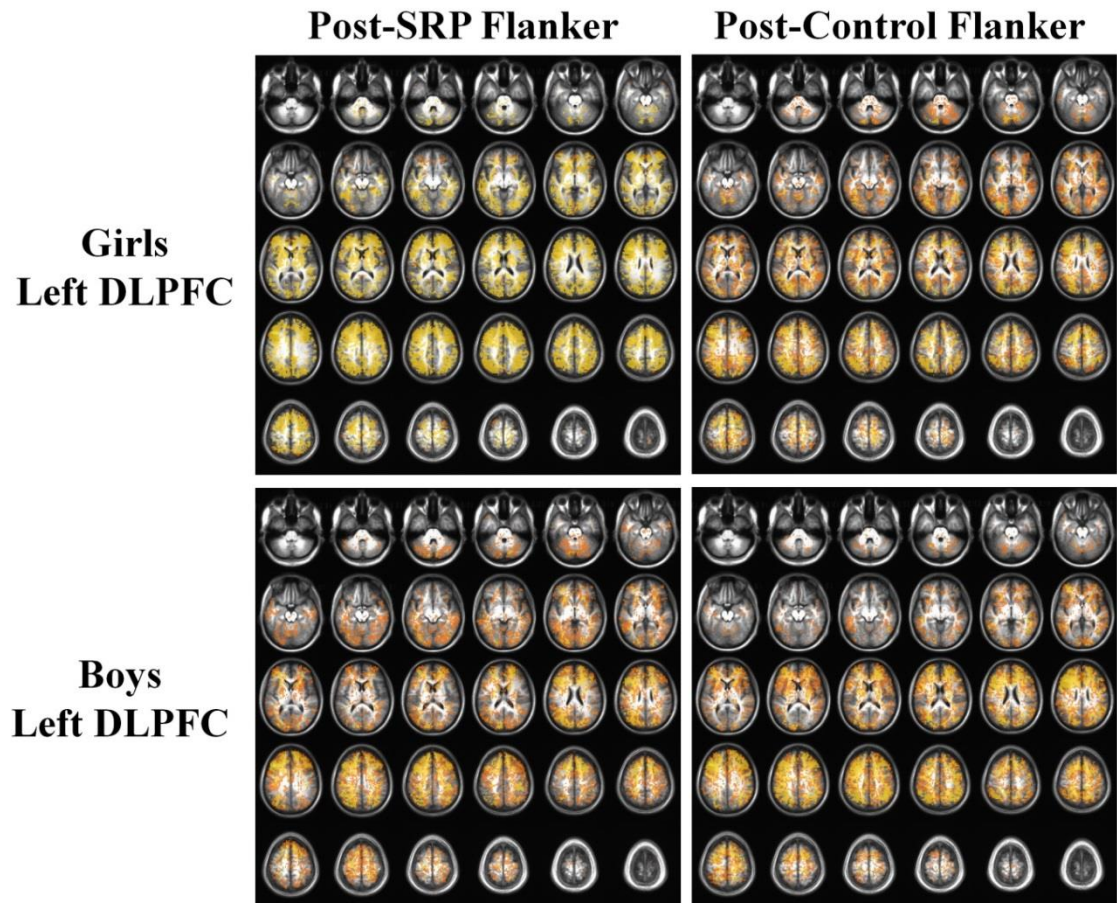 Post-SRP Flanker
Post-Control Flanker
Girls
Left DLPFC
Boys
Left DLPFC